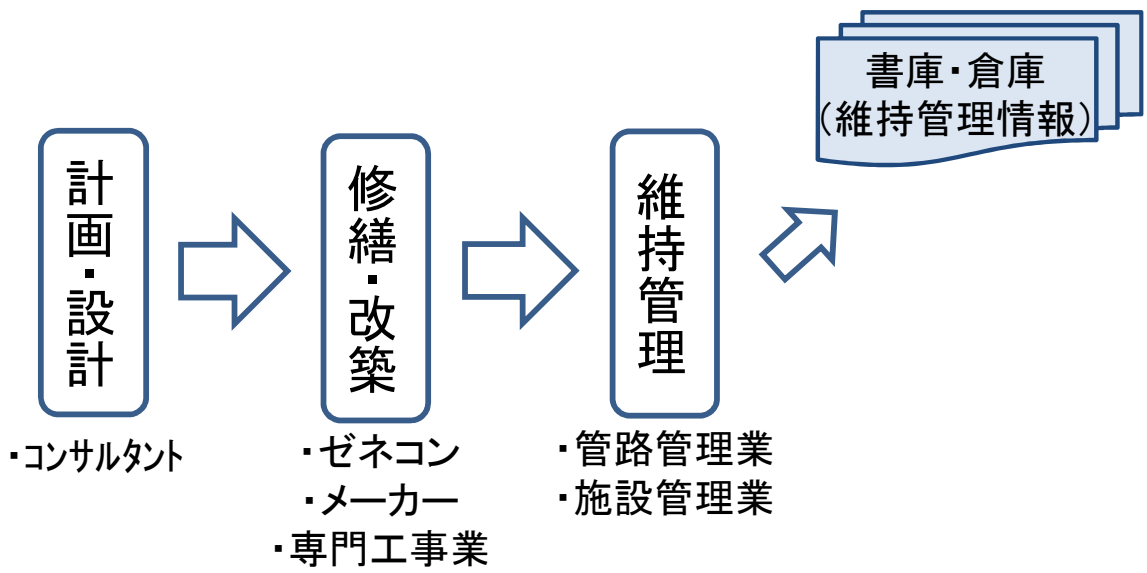 書庫・倉庫
(維持管理情報)
計画・設計
修繕・改築
維持管理
・コンサルタント
・ゼネコン
・メーカー
・専門工事業
・管路管理業
・施設管理業